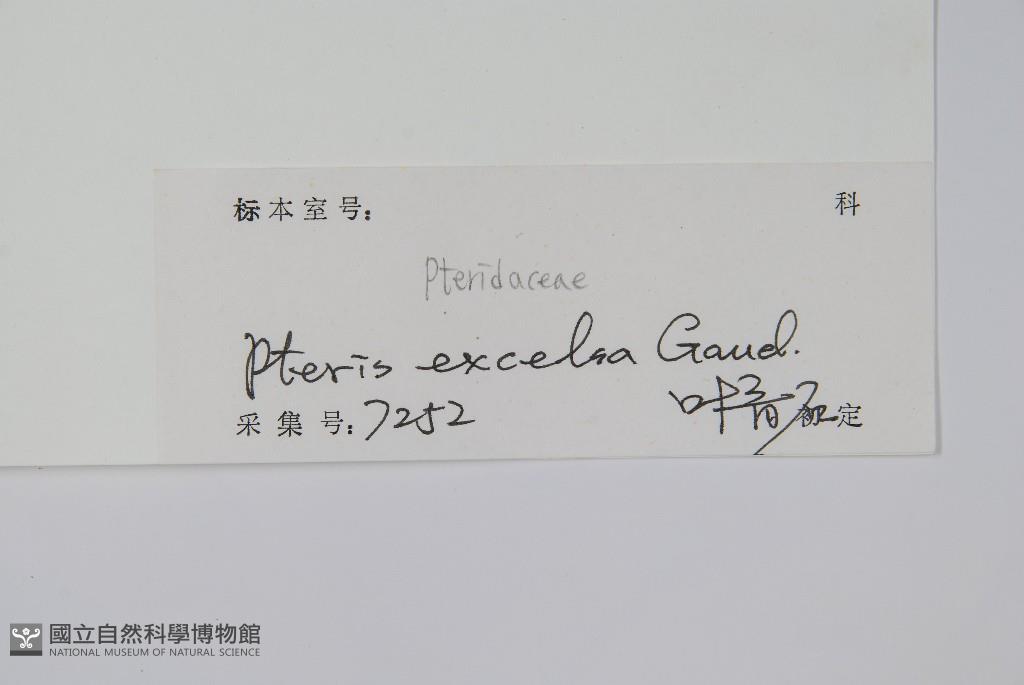 标本室号: 科
Pteridaceae
Pteris excelsa Gaud.
采集号: 7252 叶 定
國立自然科學博物館
NATIONAL MUSEUM OF NATURAL SCIENCE